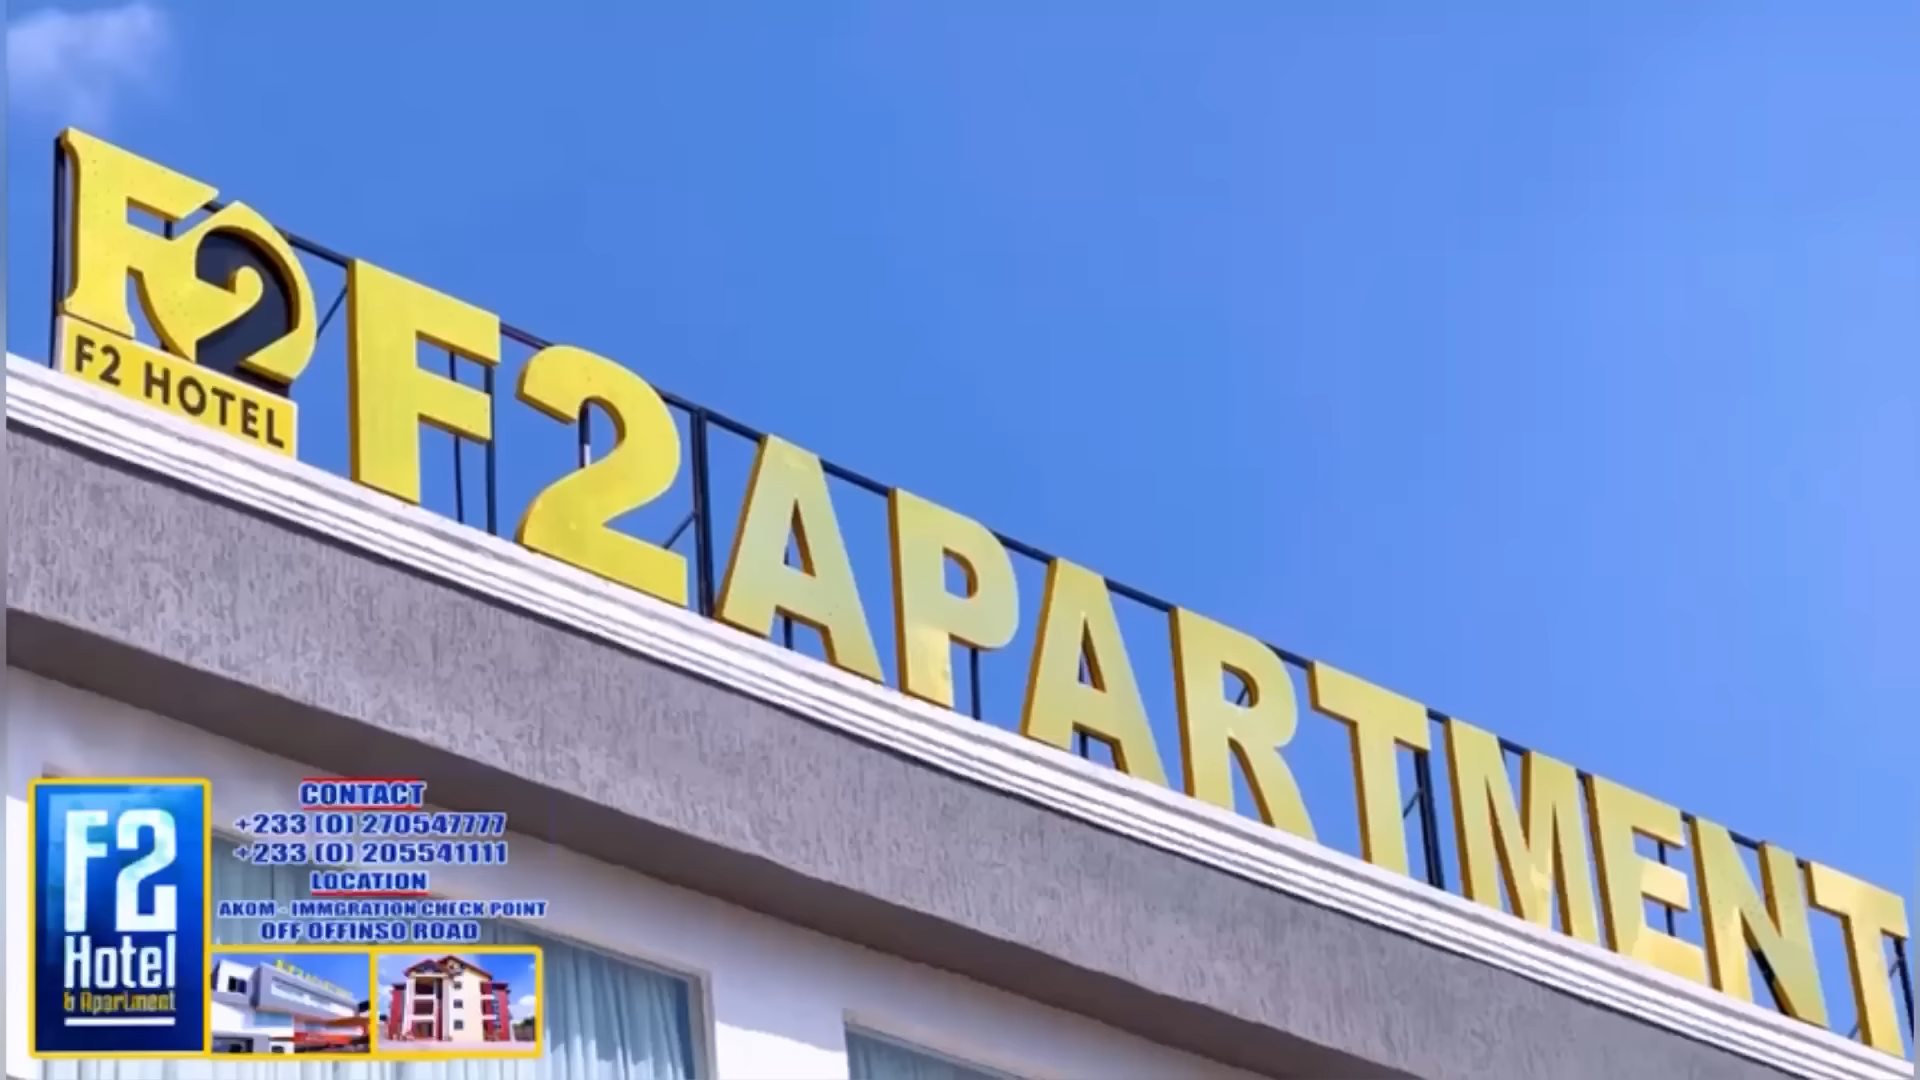 F2
F2 HOTEL
F2 APARTMENT
F2
Hotel
& Apartment
CONTACT
+233 (0) 270547777
+233 (0) 205541111
LOCATION
AKOM - IMMGRATION CHECK POINT
OFF OFFINSO ROAD